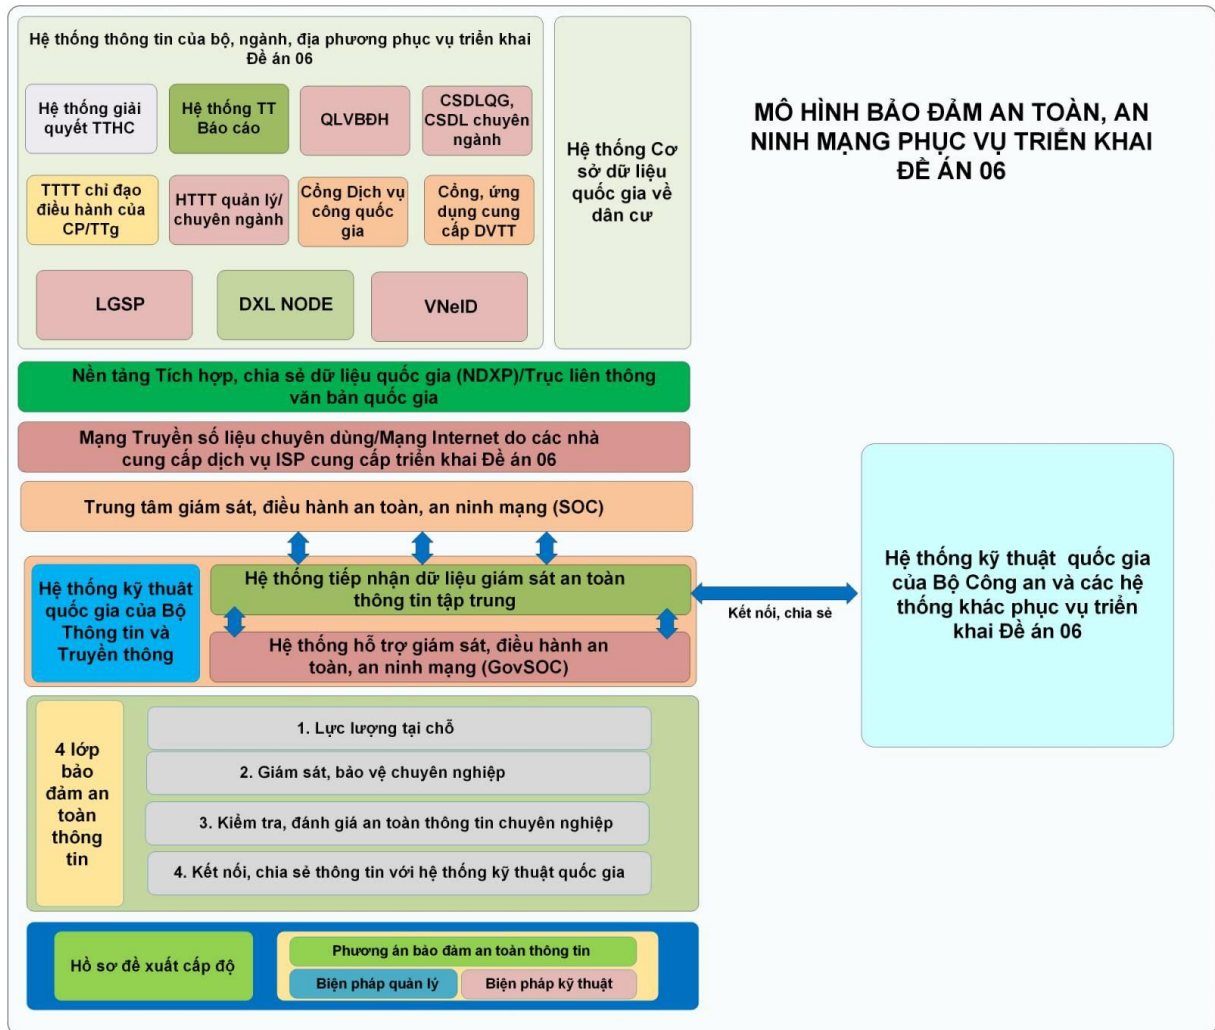 Hệ thống thông tin của bộ, ngành, địa phương phục vụ triển khai
Đề án 06
Hệ thống giải
quyết TTHC
Hệ thống TT
Báo cáo
QLVBĐH
CSDLQG,
CSDL chuyên
ngành
TTTT chỉ đạo
điều hành của
CP/TTg
HTTT quản lý/
chuyên ngành
Cổng Dịch vụ
công quốc
gia
Cổng, ứng
dụng cung
cấp DVTT
LGSP
DXL NODE
VNeID
Hệ thống Cơ
sở dữ liệu
quốc gia về
dân cư
MÔ HÌNH BẢO ĐẢM AN TOÀN, AN
NINH MẠNG PHỤC VỤ TRIỂN KHAI
ĐỀ ÁN 06
Nền tảng Tích hợp, chia sẻ dữ liệu quốc gia (NDXP)/Trục liên thông
văn bản quốc gia
Mạng Truyền số liệu chuyên dùng/Mạng Internet do các nhà
cung cấp dịch vụ ISP cung cấp triển khai Đề án 06
Trung tâm giám sát, điều hành an toàn, an ninh mạng (SOC)
Hệ thống kỹ thuât
quốc gia của Bộ
Thông tin và
Truyền thông
Hệ thống tiếp nhận dữ liệu giám sát an toàn
thông tin tập trung
Hệ thống hỗ trợ giám sát, điều hành an
toàn, an ninh mạng (GovSOC)
Kết nối, chia sẻ
Hệ thống kỹ thuật quốc gia
của Bộ Công an và các hệ
thống khác phục vụ triển
khai Đề án 06
4 lớp
bảo
đảm an
toàn
thông
tin
1. Lực lượng tại chỗ
2. Giám sát, bảo vệ chuyên nghiệp
3. Kiểm tra, đánh giá an toàn thông tin chuyên nghiệp
4. Kết nối, chia sẻ thông tin với hệ thống kỹ thuật quốc gia
Hồ sơ đề xuất cấp độ
Phương án bảo đảm an toàn thông tin
Biện pháp quản lý
Biện pháp kỹ thuật